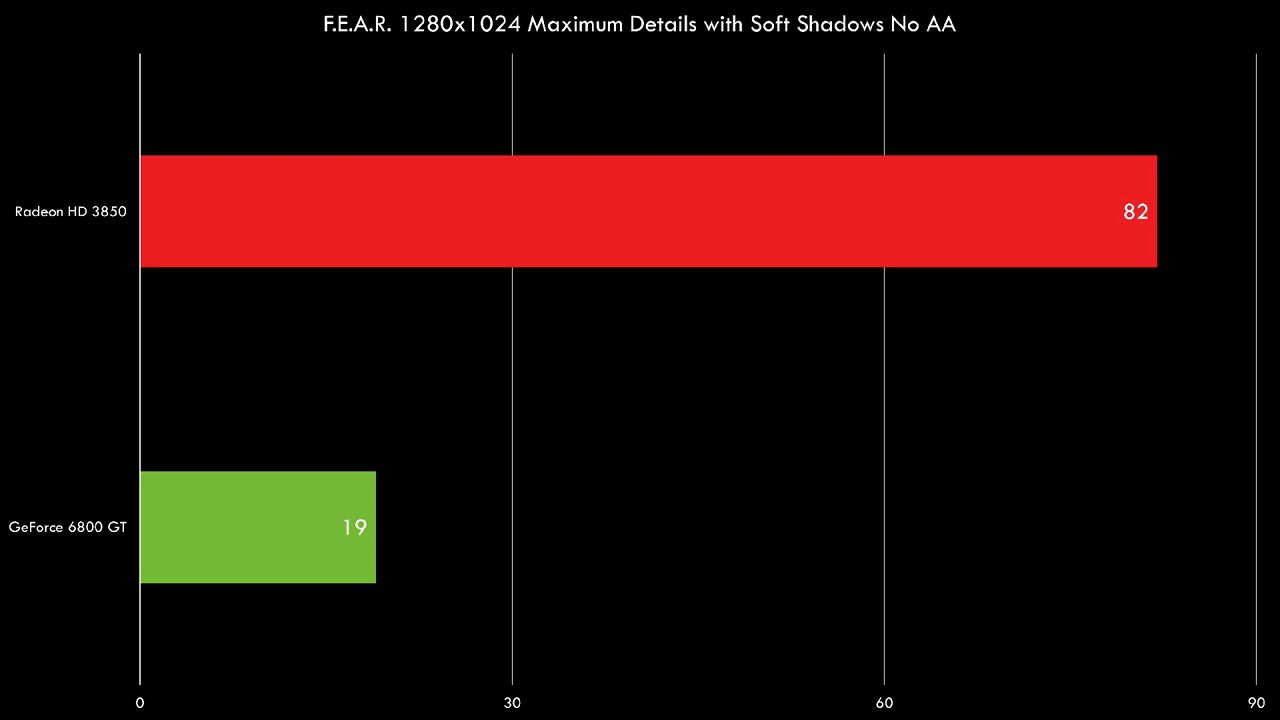 F.E.A.R. 1280x1024 Maximum Details with Soft Shadows No AA
Radeon HD 3850
82
GeForce 6800 GT
19
0 30 60 90